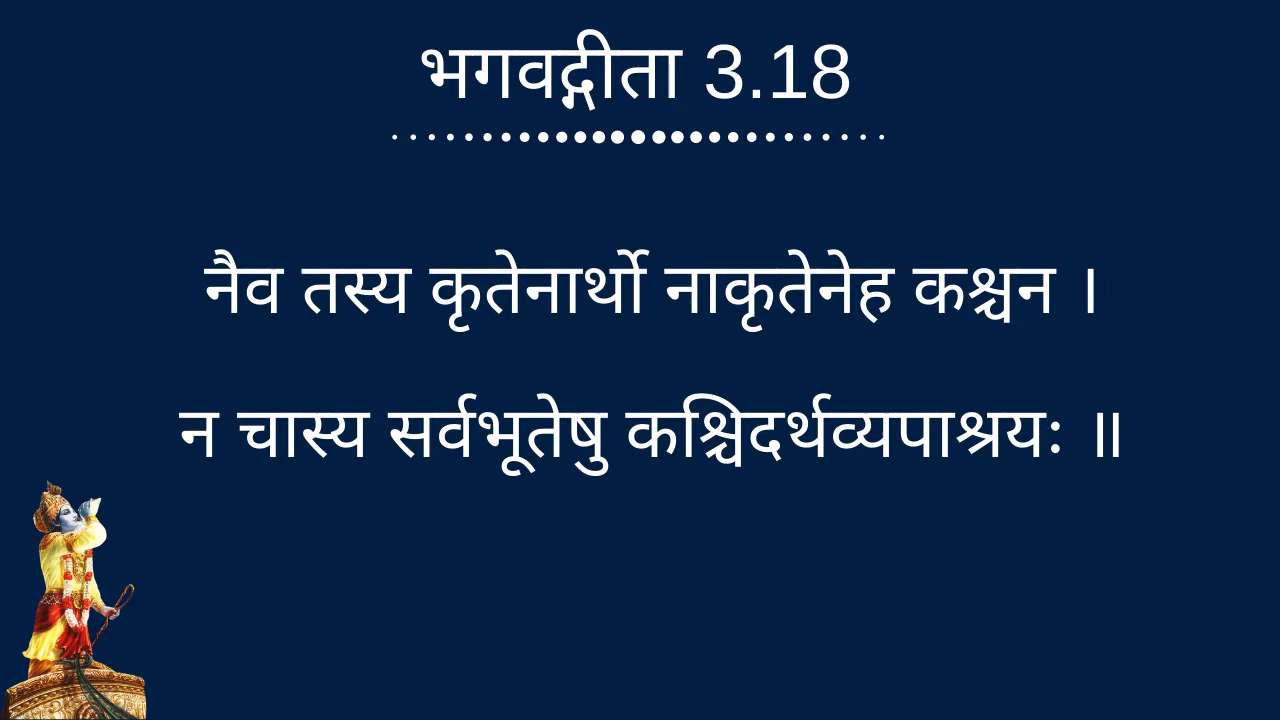 भगवद्गीता 3.18
नैव तस्य कृतेनार्थो नाकृतेनेह कश्चन ।
न चास्य सर्वभूतेषु कश्चिदर्थव्यपाश्रयः ॥